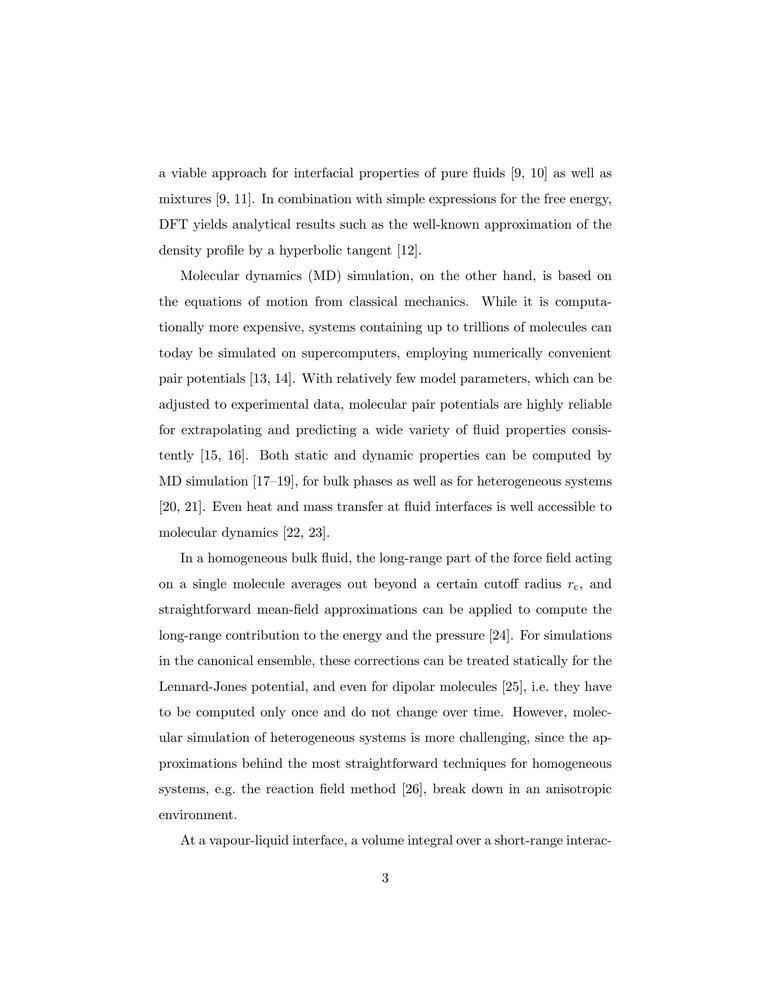 a viable approach for interfacial properties of pure fluids [9, 10] as well as
mixtures [9, 11]. In combination with simple expressions for the free energy,
DFT yields analytical results such as the well-known approximation of the
density profile by a hyperbolic tangent [12].
Molecular dynamics (MD) simulation, on the other hand, is based on
the equations of motion from classical mechanics. While it is computa-
tionally more expensive, systems containing up to trillions of molecules can
today be simulated on supercomputers, employing numerically convenient
pair potentials [13, 14]. With relatively few model parameters, which can be
adjusted to experimental data, molecular pair potentials are highly reliable
for extrapolating and predicting a wide variety of fluid properties consis-
tently [15, 16]. Both static and dynamic properties can be computed by
MD simulation [17–19], for bulk phases as well as for heterogeneous systems
[20, 21]. Even heat and mass transfer at fluid interfaces is well accessible to
molecular dynamics [22, 23].
In a homogeneous bulk fluid, the long-range part of the force field acting
on a single molecule averages out beyond a certain cutoff radius rc, and
straightforward mean-field approximations can be applied to compute the
long-range contribution to the energy and the pressure [24]. For simulations
in the canonical ensemble, these corrections can be treated statically for the
Lennard-Jones potential, and even for dipolar molecules [25], i.e. they have
to be computed only once and do not change over time. However, molec-
ular simulation of heterogeneous systems is more challenging, since the ap-
proximations behind the most straightforward techniques for homogeneous
systems, e.g. the reaction field method [26], break down in an anisotropic
environment.
At a vapour-liquid interface, a volume integral over a short-range interac-
3